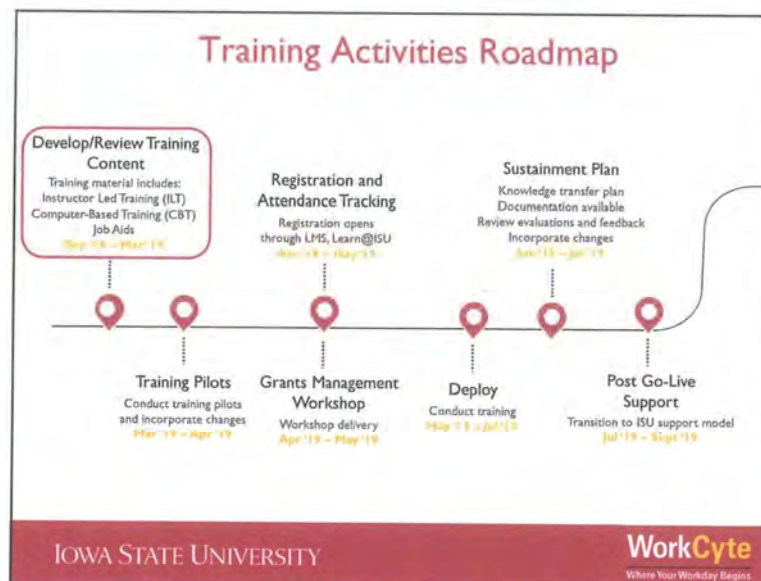 Training Activities Roadmap
Develop/Review Training
Content
Training material includes:
Instructor Led Training (ILT)
Computer-Based Training (CBT)
Job Aids
Sep '18 – Mar '19
Registration and
Attendance Tracking
Registration opens
through LMS, Learn@ISU
Sustainment Plan
Knowledge transfer plan
Documentation available
Review evaluations and feedback
Incorporate changes
Training Pilots
Conduct training pilots
and incorporate changes
Mar '19 – Apr '19
Grants Management
Workshop
Workshop delivery
Apr '19 – May '19
Deploy
Conduct training
Post Go-Live
Support
Transition to ISU support model
Jul '19 – Sept '19
IOWA STATE UNIVERSITY
WorkCyte
Where Your Workday Begins